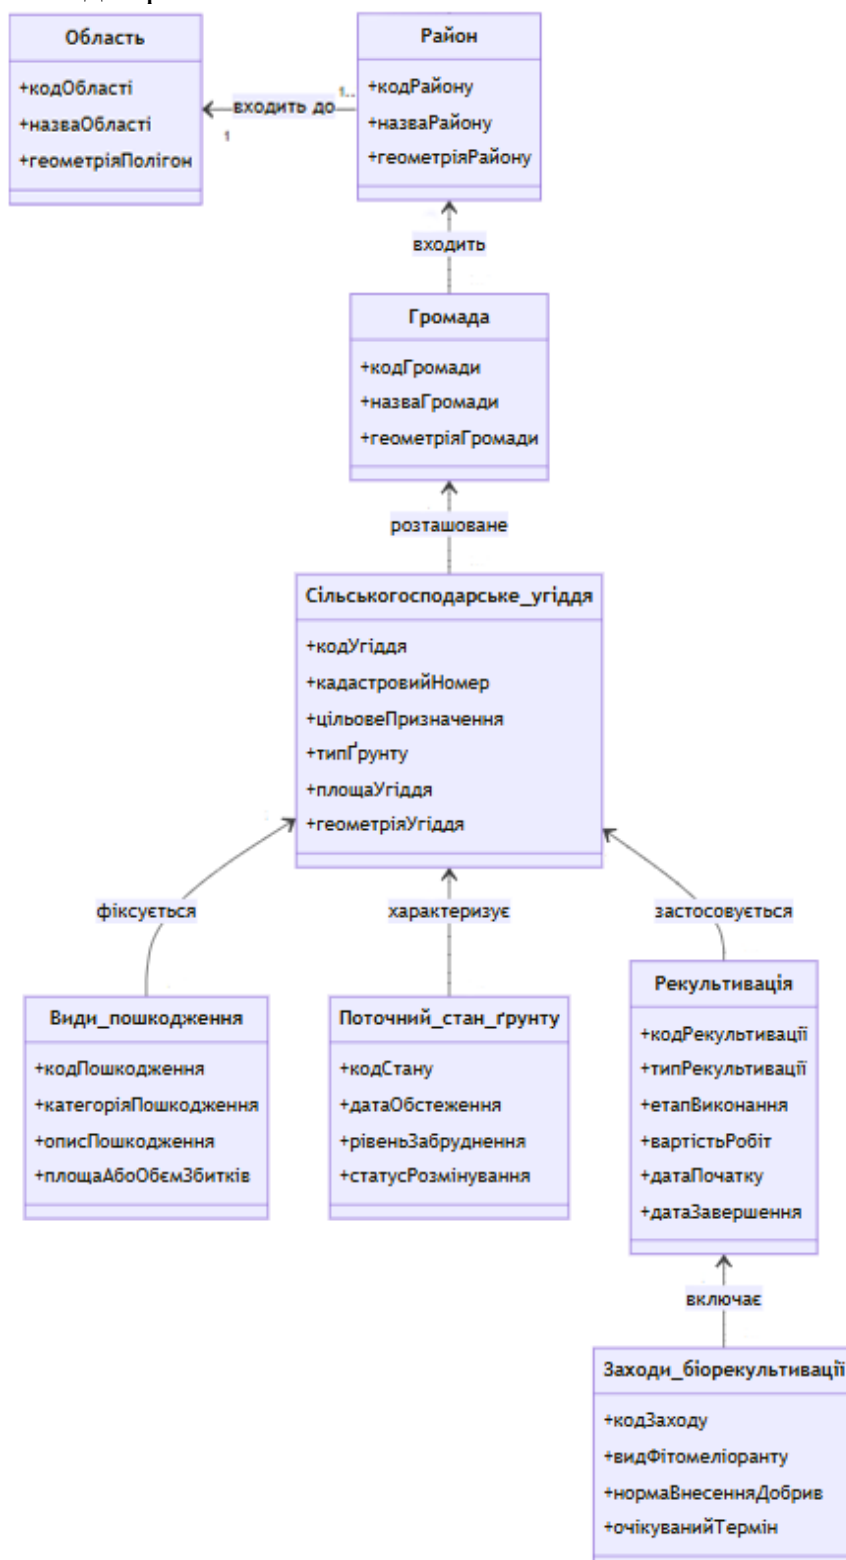 Область
+кодОбласті
+назваОбласті
+геометріяПолігон
входить до
1..
1
Район
+кодРайону
+назваРайону
+геометріяРайону
входить
Громада
+кодГромади
+назваГромади
+геометріяГромади
розташоване
Сільськогосподарське_угіддя
+кодУгіддя
+кадастровийНомер
+цільовеПризначення
+типҐрунту
+площаУгіддя
+геометріяУгіддя
фіксується
характеризує
застосовується
Види_пошкодження
+кодПошкодження
+категоріяПошкодження
+описПошкодження
+площаАбоОбємЗбитків
Поточний_стан_ґрунту
+кодСтану
+датаОбстеження
+рівеньЗабруднення
+статусРозмінування
Рекультивація
+кодРекультивації
+типРекультивації
+етапВиконання
+вартістьРобіт
+датаПочатку
+датаЗавершення
включає
Заходи_біорекультивації
+кодЗаходу
+видФітомеліоранту
+нормаВнесенняДобрив
+очікуванийТермін